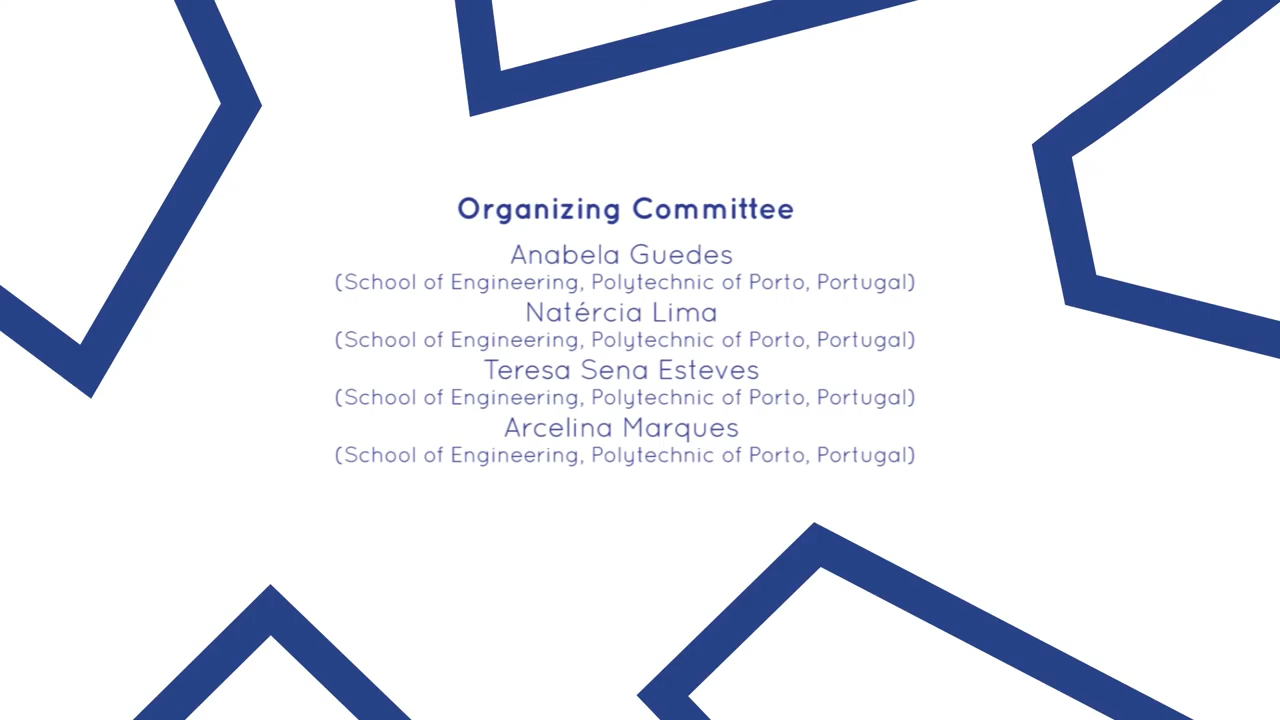 Organizing Committee
Anabela Guedes
(School of Engineering, Polytechnic of Porto, Portugal)
Natércia Lima
(School of Engineering, Polytechnic of Porto, Portugal)
Teresa Sena Esteves
(School of Engineering, Polytechnic of Porto, Portugal)
Arcelina Marques
(School of Engineering, Polytechnic of Porto, Portugal)